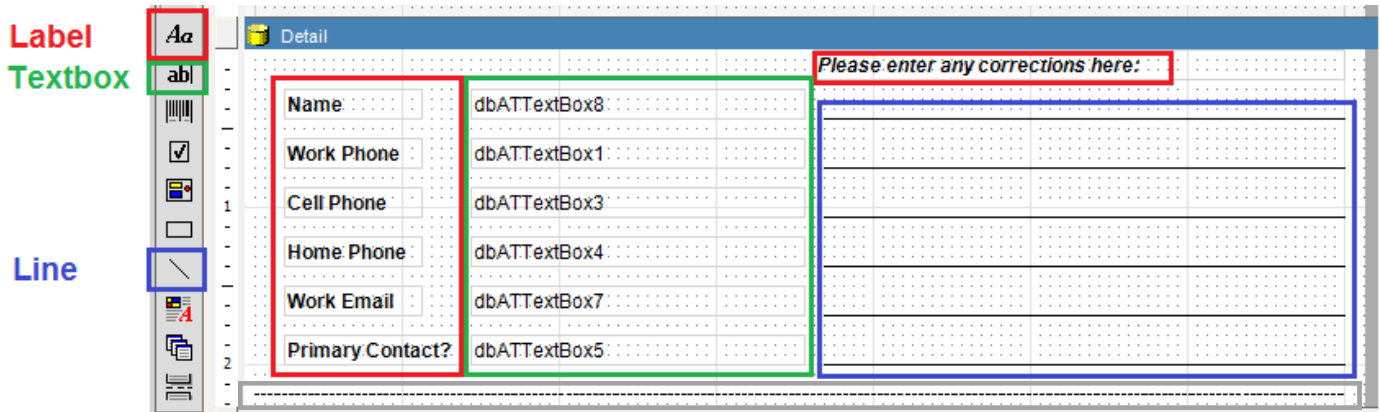 Label
Aa
Detail
Textbox
ab|
Please enter any corrections here:
Name dbATTextBox8
Work Phone dbATTextBox1
Cell Phone dbATTextBox3
1
Home Phone dbATTextBox4
Line
Work Email dbATTextBox7
A
Primary Contact? dbATTextBox5
2